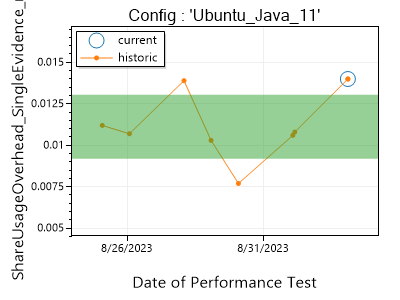 Config : 'Ubuntu_Java_11'
current
historic
0.015
0.0125
0.01
0.0075
0.005
ShareUsageOverhead_SingleEvidence_
8/26/2023
8/31/2023
Date of Performance Test